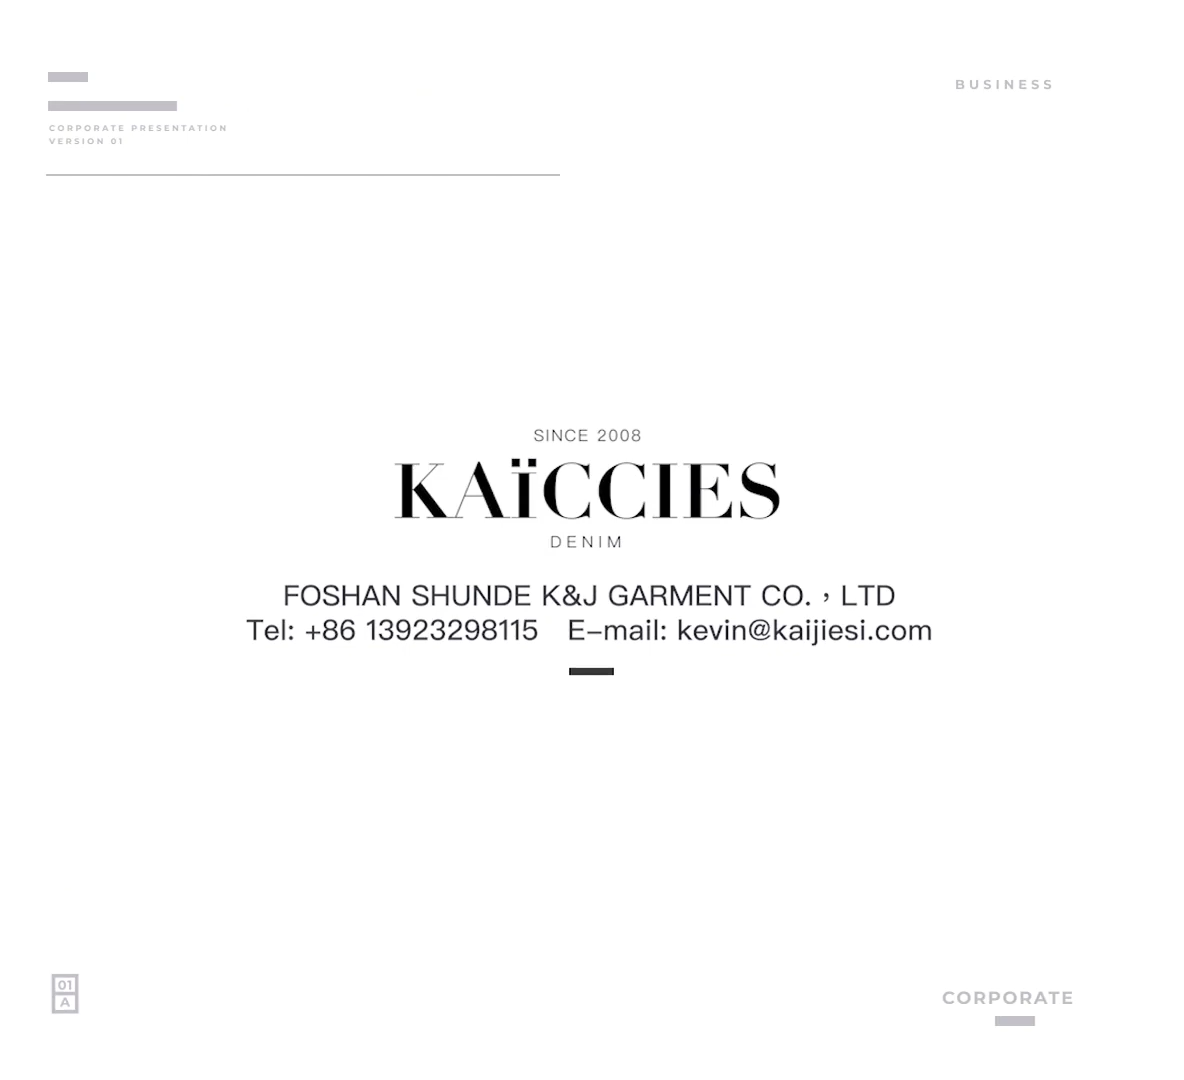 BUSINESS
CORPORATE PRESENTATION
VERSION 01
SINCE 2008
KAÏCCIES
DENIM
FOSHAN SHUNDE K&J GARMENT CO.，LTD
Tel: +86 13923298115 E-mail: kevin@kaijiesi.com
01
A
CORPORATE